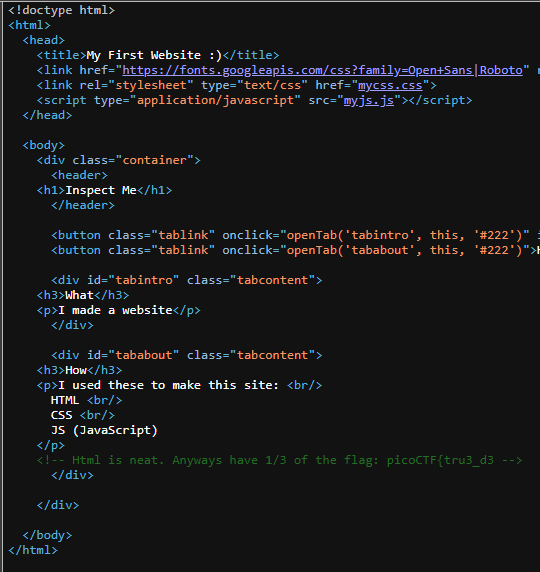 <!doctype html>
<html>
<head>
<title>My First Website :)</title>
<link href="https://fonts.googleapis.com/css?family=Open+Sans|Roboto"
<link rel="stylesheet" type="text/css" href="mycss.css">
<script type="application/javascript" src="myjs.js"></script>
</head>
<body>
<div class="container">
<header>
<h1>Inspect Me</h1>
</header>
<button class="tablink" onclick="openTab('tabintro', this, '#222')"
<button class="tablink" onclick="openTab('tababout', this, '#222')">
<div id="tabintro" class="tabcontent">
<h3>What</h3>
<p>I made a website</p>
</div>
<div id="tababout" class="tabcontent">
<h3>How</h3>
<p>I used these to make this site: <br/>
HTML <br/>
CSS <br/>
JS (JavaScript)
</p>
<!-- Html is neat. Anyways have 1/3 of the flag: picoCTF{tru3_d3 -->
</div>
</div>
</body>
</html>